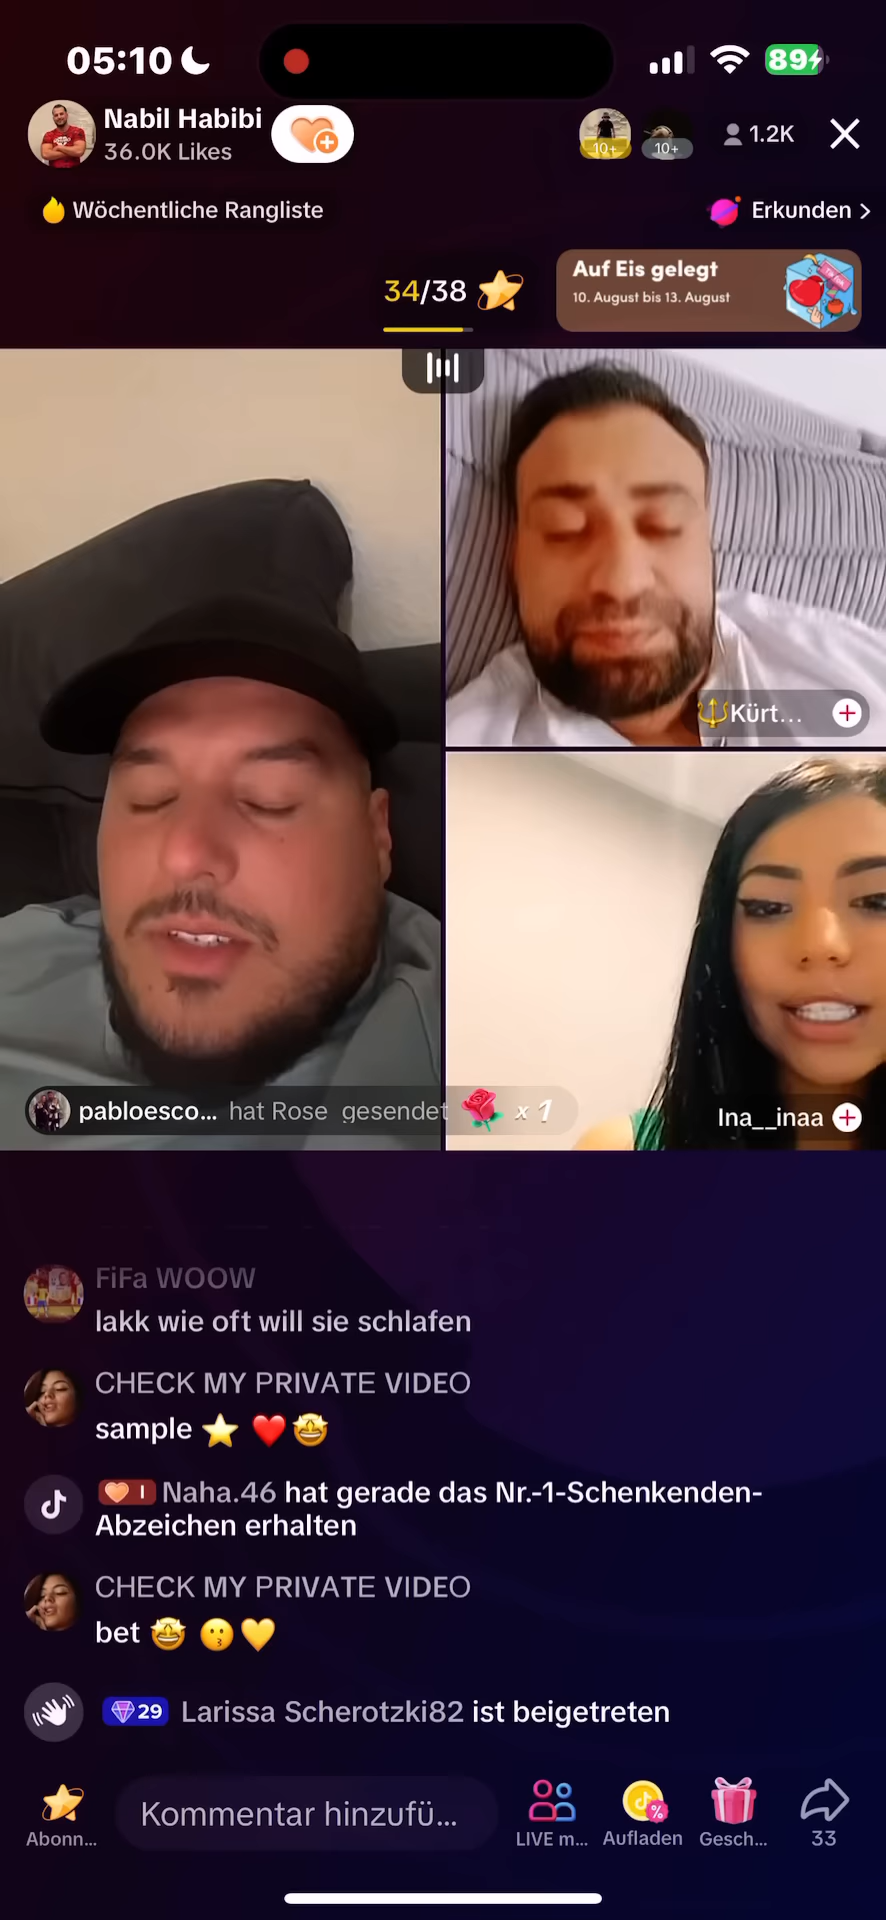 05:10
89
Nabil Habibi
36.0K Likes
10+
10+
1.2K
Wöchentliche Rangliste
Erkunden >
34/38
Auf Eis gelegt
10. August bis 13. August
🔱Kürt...
pabloesco... hat Rose gesendet x 1
Ina__inaa
FiFa WOOW
lakk wie oft will sie schlafen
CHECK MY PRIVATE VIDEO
sample ⭐ ❤️🤩
I Naha.46 hat gerade das Nr.-1-Schenkenden-
Abzeichen erhalten
CHECK MY PRIVATE VIDEO
bet 🤩 😗💛
29 Larissa Scherotzki82 ist beigetreten
Abonn...
Kommentar hinzufü...
LIVE m...
Aufladen
Gesch...
33